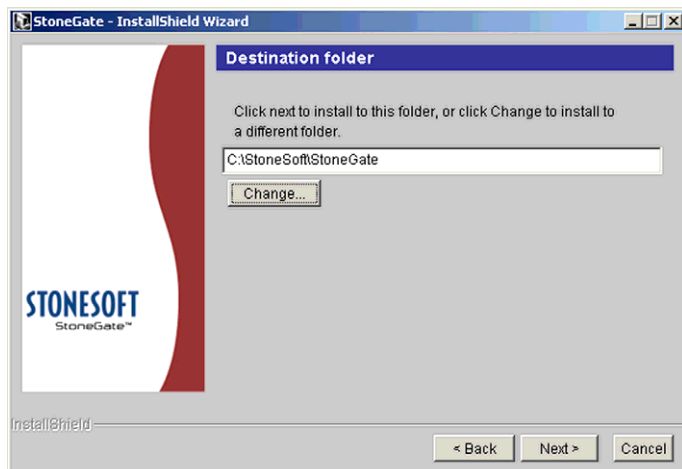 StoneGate - InstallShield Wizard
Destination folder
Click next to install to this folder, or click Change to install to
a different folder.
C:\StoneSoft\StoneGate
Change...
STONESOFT
StoneGate™
InstallShield
< Back
Next >
Cancel